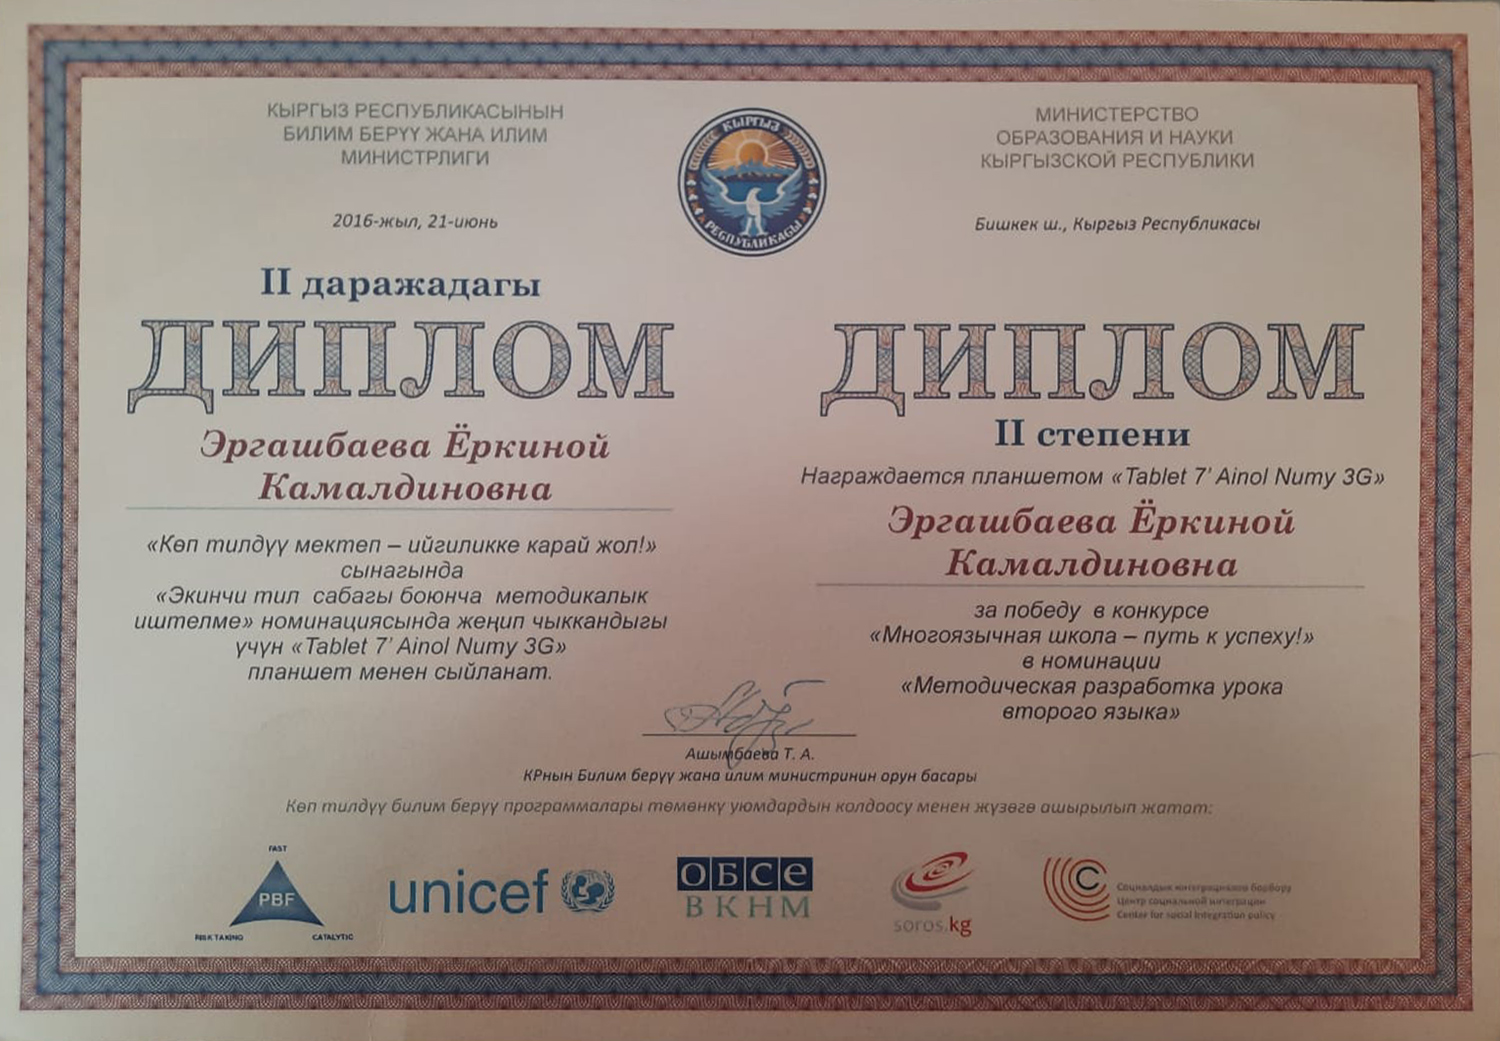 КЫРГЫЗ РЕСПУБЛИКАСЫНЫН
БИЛИМ БЕРҮҮ ЖАНА ИЛИМ
МИНИСТРЛИГИ
2016-жыл, 21-июнь
II даражадагы
ДИПЛОМ
Эргашбаева Ёркиной
Камалдиновна
«Көп тилдүү мектеп – ийгиликке карай жол!»
сынагында
«Экинчи тил сабагы боюнча методикалык
иштелме» номинациясында жеңип чыккандыгы
үчүн «Tablet 7’ Ainol Numy 3G»
планшет менен сыйланат.
КЫРГЫЗ
РЕСПУБЛИКАСЫ
МИНИСТЕРСТВО
ОБРАЗОВАНИЯ И НАУКИ
КЫРГЫЗСКОЙ РЕСПУБЛИКИ
Бишкек ш., Кыргыз Республикасы
ДИПЛОМ
II степени
Награждается планшетом «Tablet 7’ Ainol Numy 3G»
Эргашбаева Ёркиной
Камалдиновна
за победу в конкурсе
«Многоязычная школа – путь к успеху!»
в номинации
«Методическая разработка урока
второго языка»
Ашымбаева Т. А.
КРнын Билим берүү жана илим министринин орун басары
Көп тилдүү билим берүү программалары төмөнкү уюмдардын колдоосу менен жүзөгө ашырылып жатат:
FAST
PBF
RISK TAKING CATALYTIC
unicef
ОБСЕ
ВКНМ
soros.kg
Социалдык интеграциялоо борбору
Центр социальной интеграции
Center for social integration policy